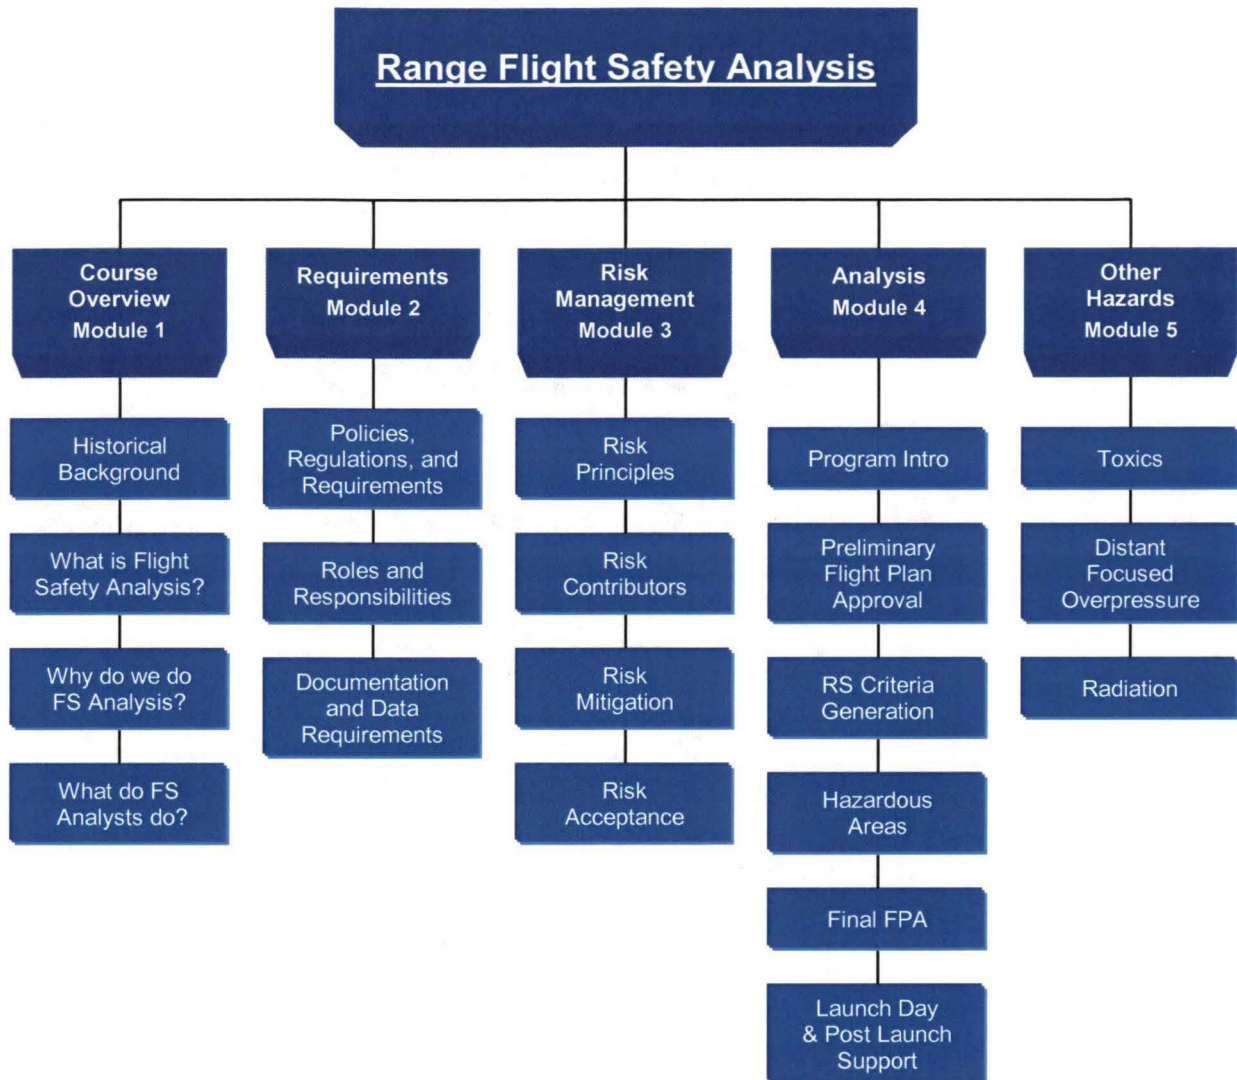 Range Flight Safety Analysis
Course
Overview
Module 1
Historical
Background
What is Flight
Safety Analysis?
Why do we do
FS Analysis?
What do FS
Analysts do?
Requirements
Module 2
Policies,
Regulations, and
Requirements
Roles and
Responsibilities
Documentation
and Data
Requirements
Risk
Management
Module 3
Risk
Principles
Risk
Contributors
Risk
Mitigation
Risk
Acceptance
Analysis
Module 4
Program Intro
Preliminary
Flight Plan
Approval
RS Criteria
Generation
Hazardous
Areas
Final FPA
Launch Day
& Post Launch
Support
Other
Hazards
Module 5
Toxics
Distant
Focused
Overpressure
Radiation